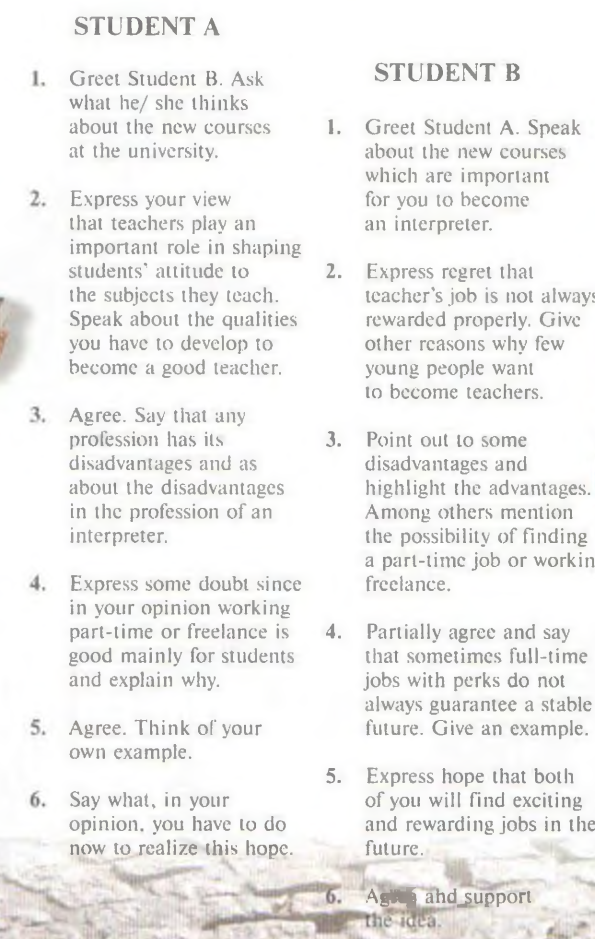 STUDENT A
1. Greet Student B. Ask
what he/ she thinks
about the new courses
at the university.
2. Express your view
that teachers play an
important role in shaping
students' attitude to
the subjects they teach.
Speak about the qualities
you have to develop to
become a good teacher.
3. Agree. Say that any
profession has its
disadvantages and as
about the disadvantages
in the profession of an
interpreter.
4. Express some doubt since
in your opinion working
part-time or freelance is
good mainly for students
and explain why.
5. Agree. Think of your
own example.
6. Say what, in your
opinion, you have to do
now to realize this hope.
STUDENT B
1. Greet Student A. Speak
about the new courses
which are important
for you to become
an interpreter.
2. Express regret that
teacher's job is not always
rewarded properly. Give
other reasons why few
young people want
to become teachers.
3. Point out to some
disadvantages and
highlight the advantages.
Among others mention
the possibility of finding
a part-time job or workin
freelance.
4. Partially agree and say
that sometimes full-time
jobs with perks do not
always guarantee a stable
future. Give an example.
5. Express hope that both
of you will find exciting
and rewarding jobs in the
future.
6. Agree and support
the idea.